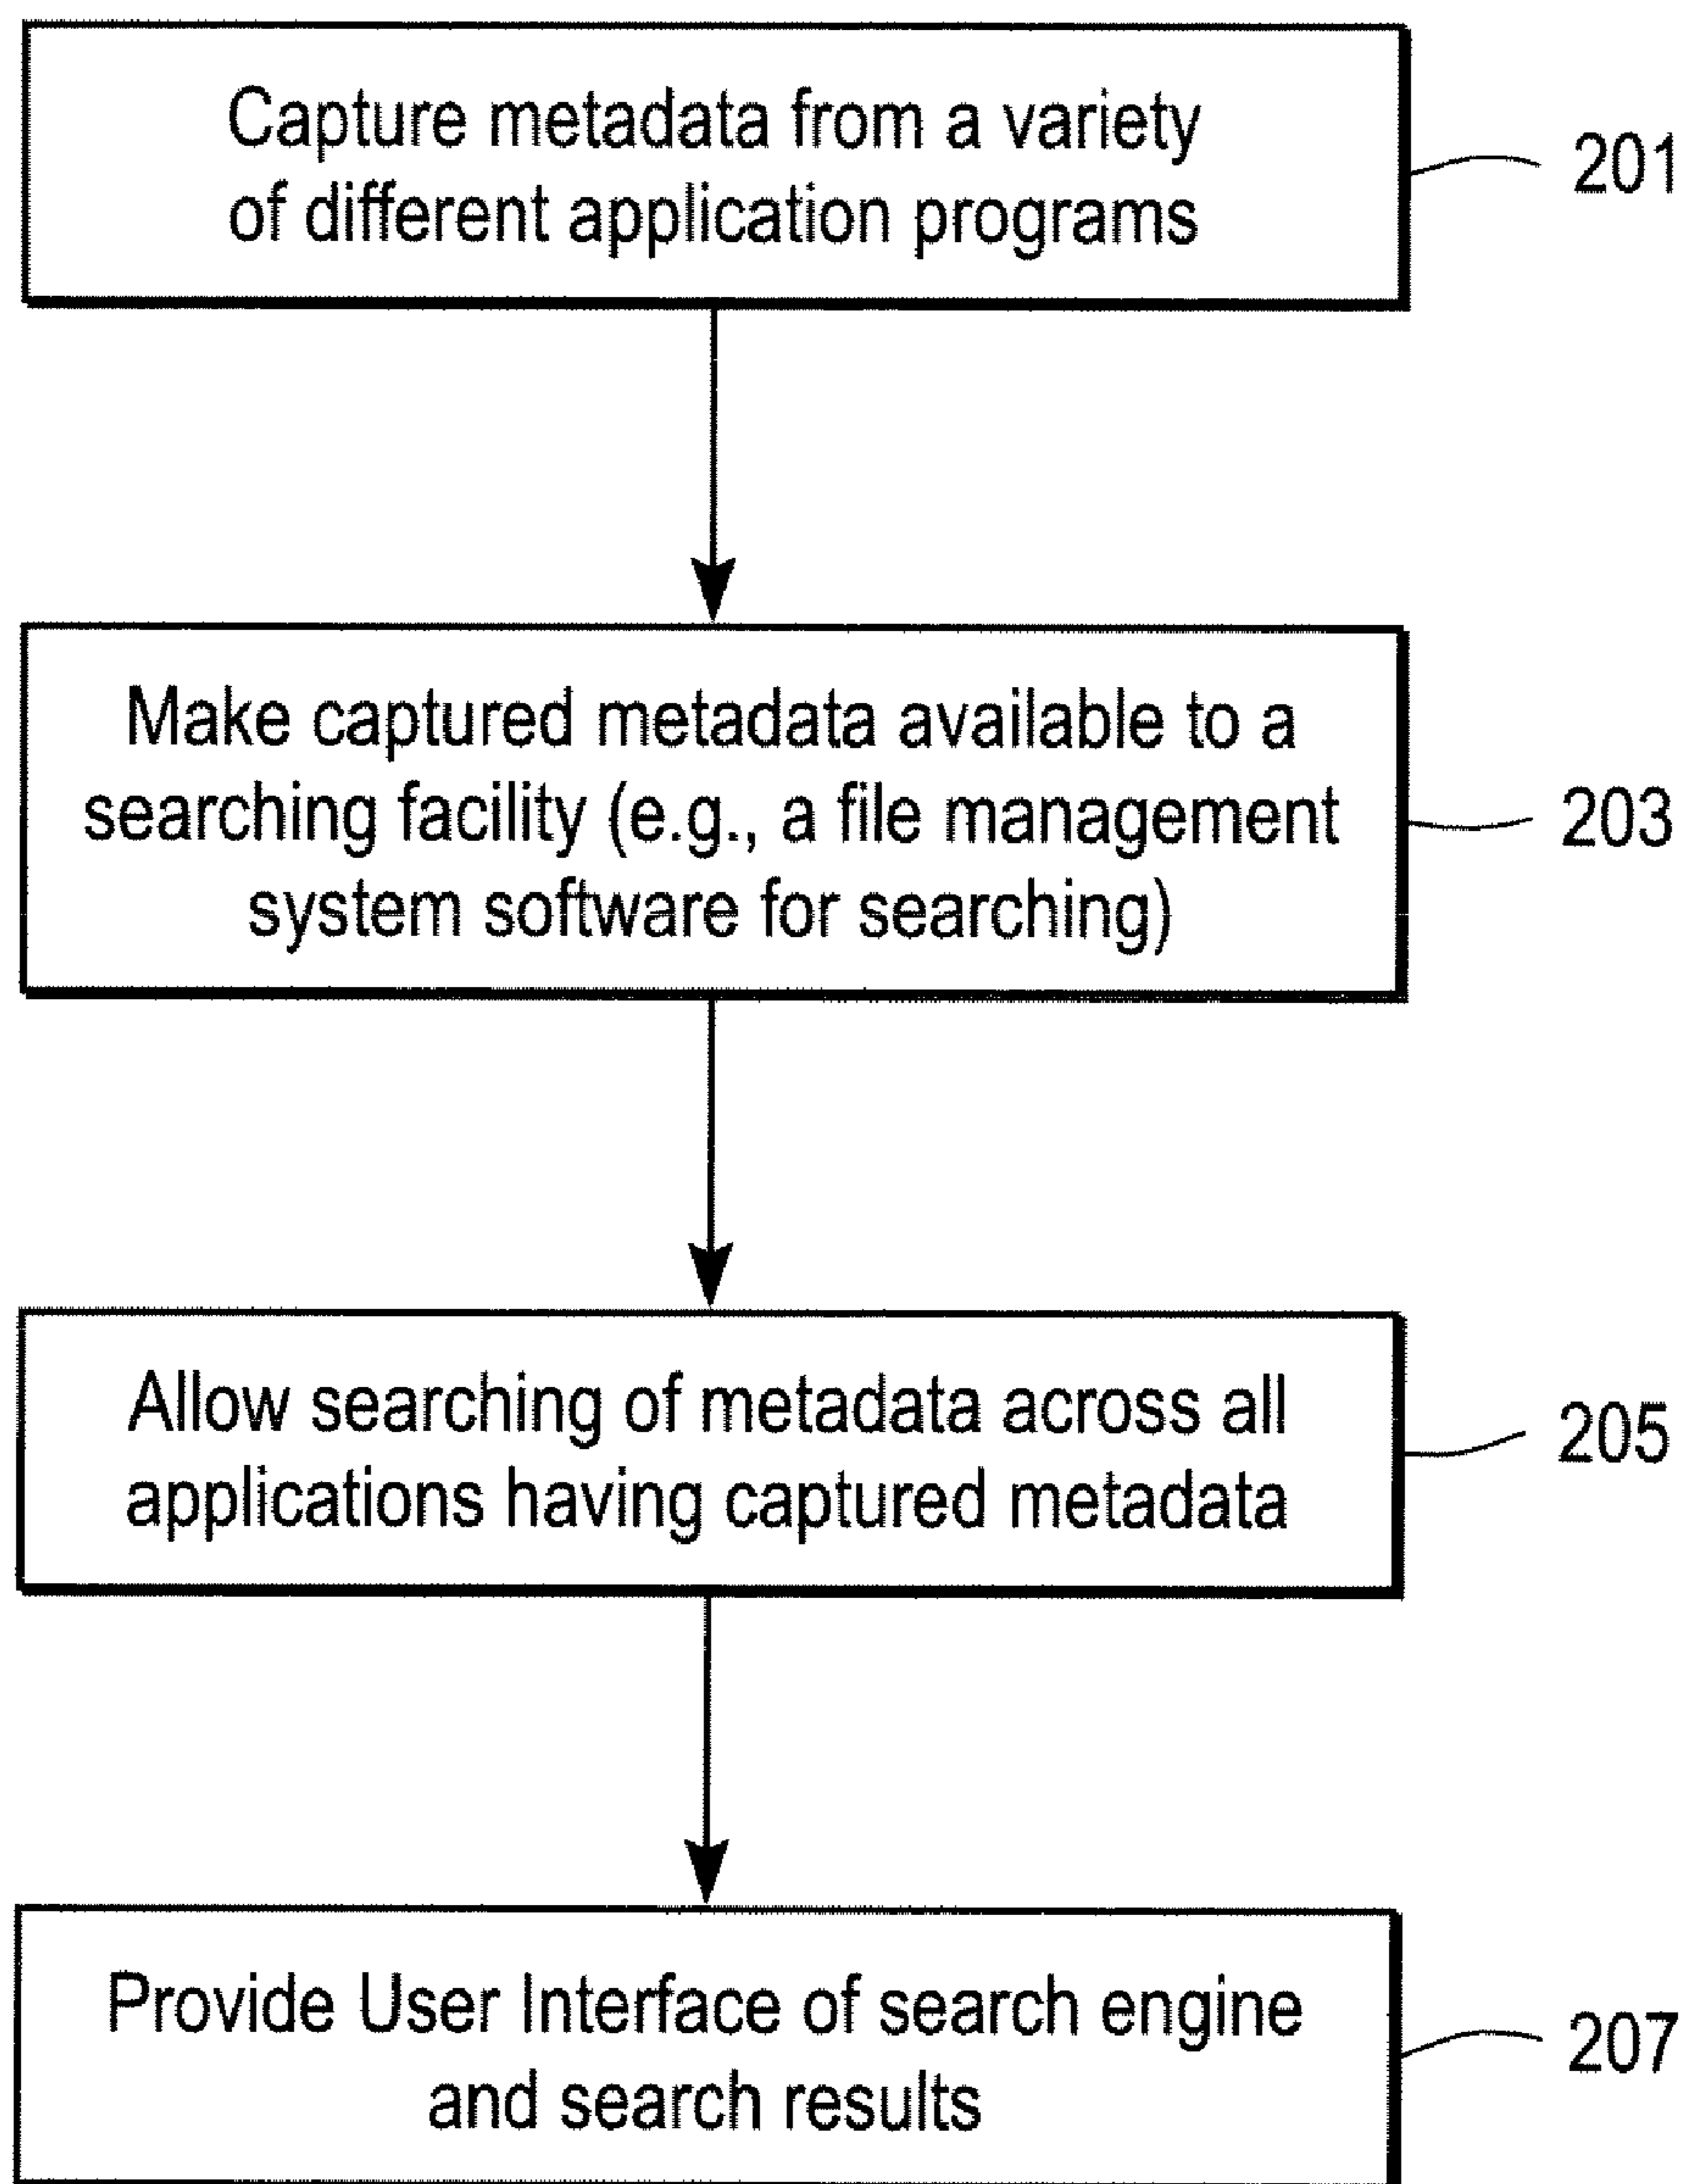 Capture metadata from a variety
of different application programs
201
Make captured metadata available to a
searching facility (e.g., a file management
system software for searching)
203
Allow searching of metadata across all
applications having captured metadata
205
Provide User Interface of search engine
and search results
207